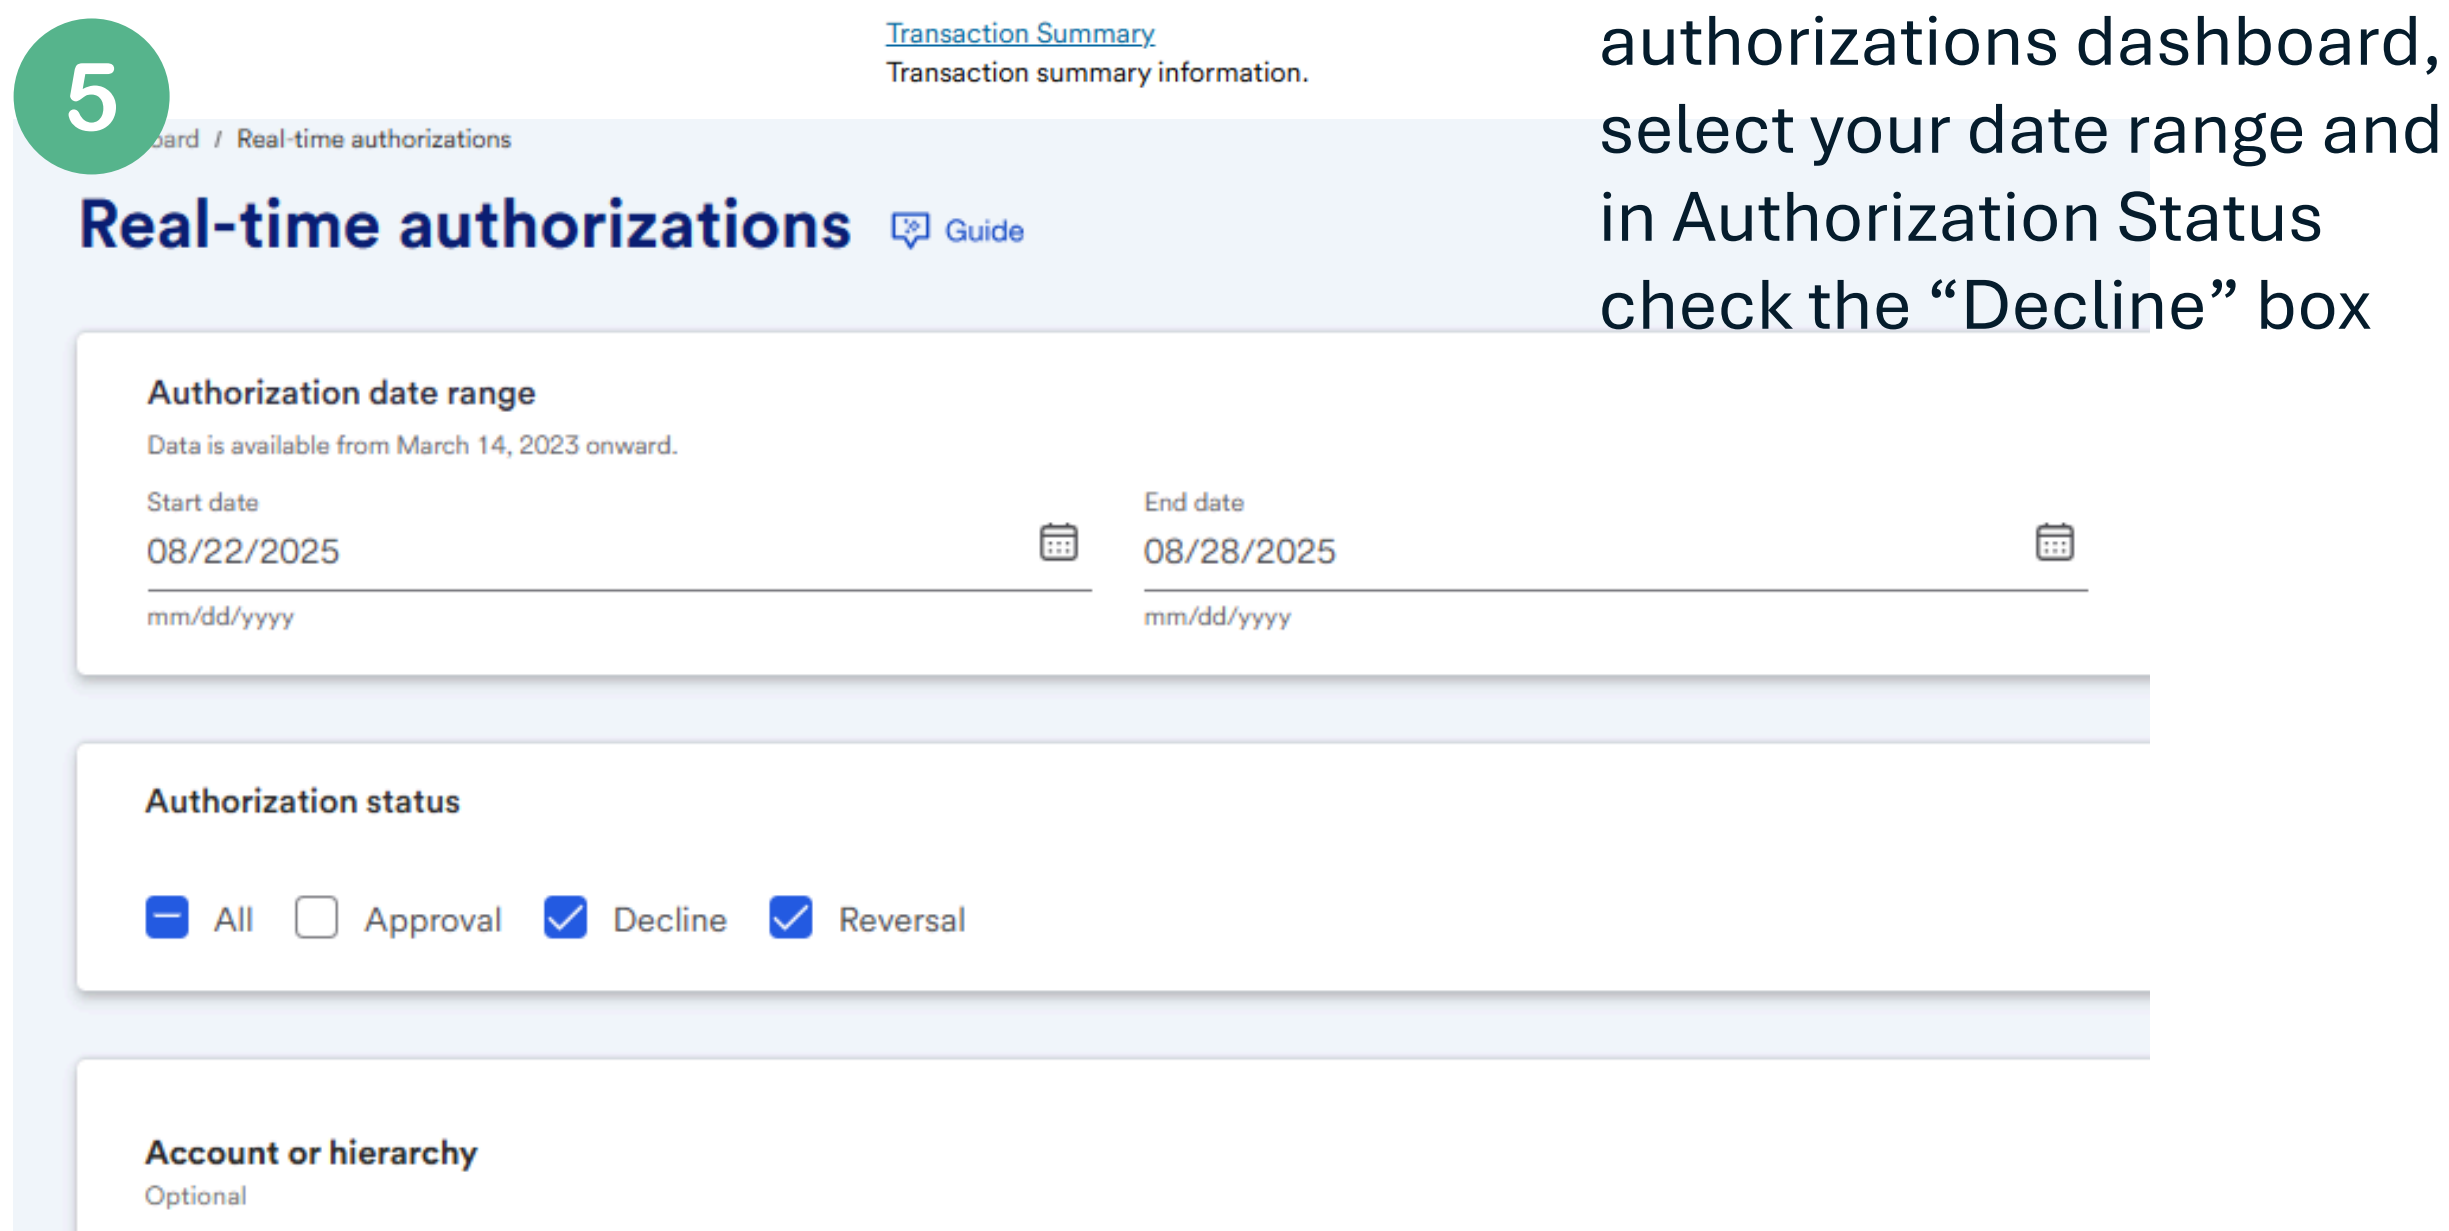 5
Transaction Summary
Transaction summary information.
authorizations dashboard,
select your date range and
in Authorization Status
check the “Decline” box
/ Real-time authorizations
Real-time authorizations Guide
Authorization date range
Data is available from March 14, 2023 onward.
Start date End date
08/22/2025 08/28/2025
mm/dd/yyyy mm/dd/yyyy
Authorization status
All Approval Decline Reversal
Account or hierarchy
Optional